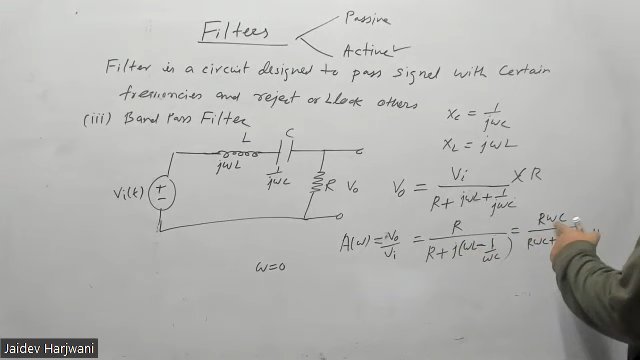 Filters
Passive
Active
Filter is a circuit designed to pass signal with certain
frequencies and reject or block others
(iii) Band Pass Filter
Xc = 1/jωc
XL = jωL
L
C
jωL
1/jωc
Vi(t)
+
-
R
Vo
Vo = Vi / (R + jωL + 1/jωc) × R
A(ω) = Vo/Vi = R / (R + j(ωL - 1/ωc)) = Rωc / Rωc +
ω=0
Jaidev Harjwani